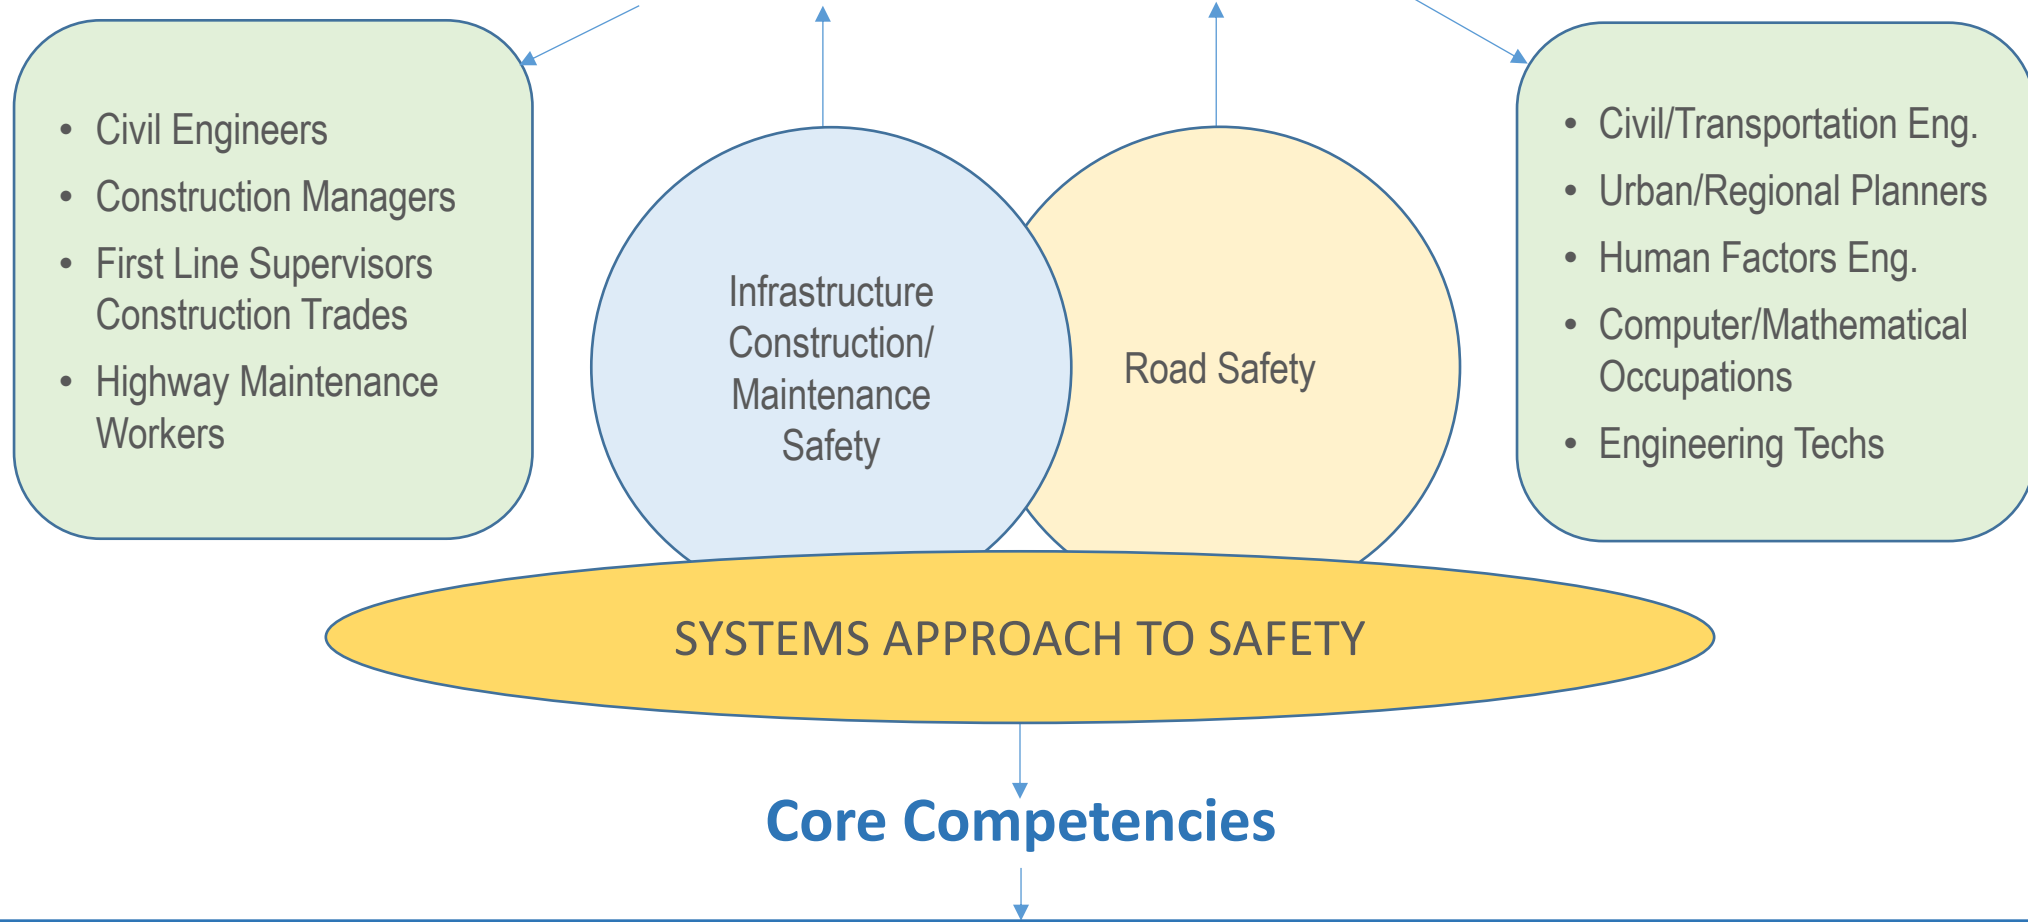 • Civil Engineers
• Construction Managers
• First Line Supervisors
Construction Trades
• Highway Maintenance
Workers
Infrastructure
Construction/
Maintenance
Safety
Road Safety
• Civil/Transportation Eng.
• Urban/Regional Planners
• Human Factors Eng.
• Computer/Mathematical
Occupations
• Engineering Techs
SYSTEMS APPROACH TO SAFETY
Core Competencies